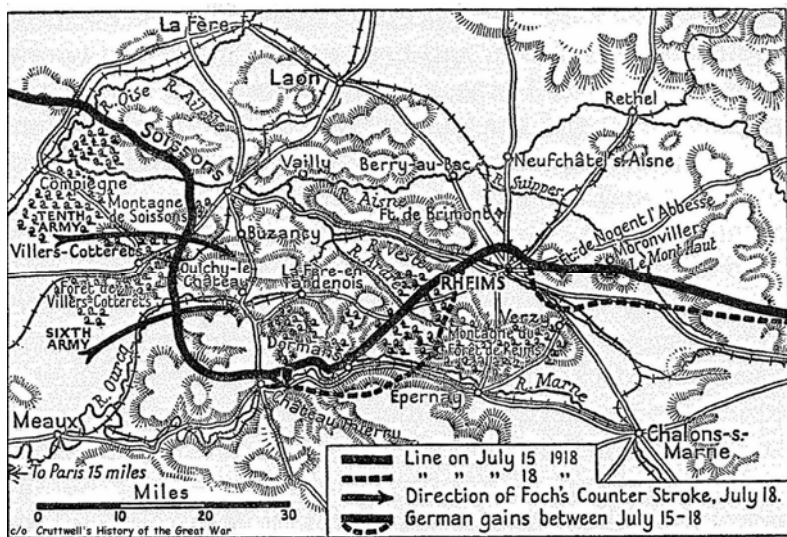 La Fère
Laon
R. Oise
R. Ailette
Rethel
Soissons
Vailly
Berry-au-Bac
Neufchâtel s/ Aisne
Compiègne
R. Aisne
R. Suippes
TENTH
ARMY
Montagne
de Soissons
Ft. de Brimont
Ft. de Nogent l'Abbesse
Buzancy
R. Vesle
Moronvillers
Villers-Cotterets
Le Mont Haut
Oulchy-le-
Château
La Fère-en-
Tardenois
R. Ardre
RHEIMS
Forêt de
Villers-Cotterets
Verzy
SIXTH
ARMY
Dormans
Montagne du
Forêt de Reims
R. Ourcq
R. Marne
Epernay
Château Thierry
Meaux
Chalons-s-
Marne
To Paris 15 miles
Miles
0 10 20 30
Line on July 15 1918
" " " 18 "
Direction of Foch's Counter Stroke, July 18.
German gains between July 15-18
c/o Cruttwell's History of the Great War